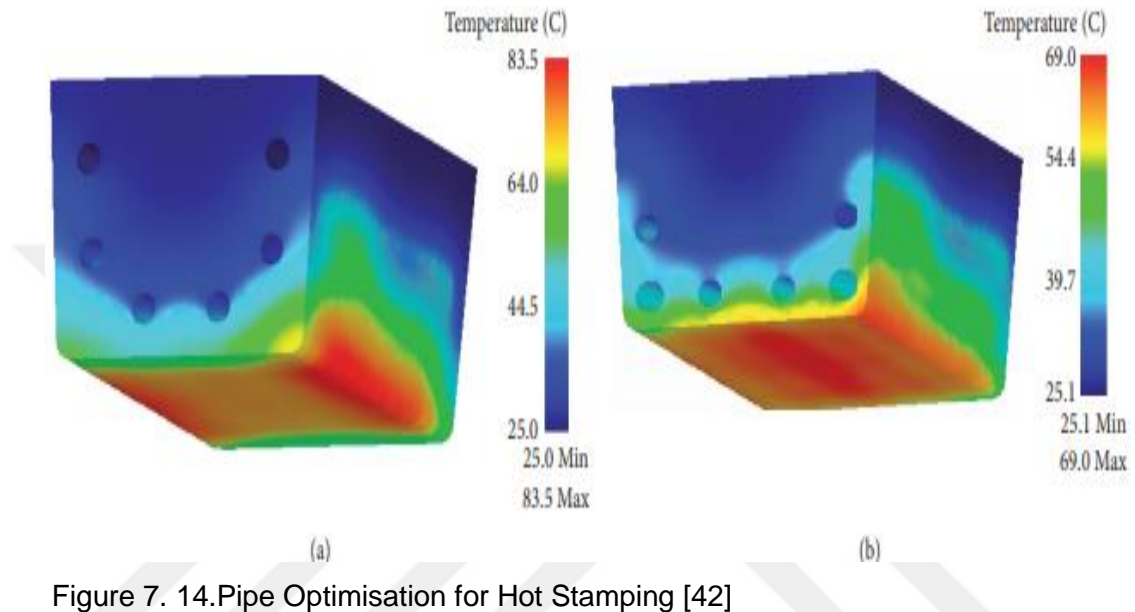 Temperature (C)
83.5
64.0
44.5
25.0
25.0 Min
83.5 Max
(a)
Temperature (C)
69.0
54.4
39.7
25.1
25.1 Min
69.0 Max
(b)
Figure 7. 14.Pipe Optimisation for Hot Stamping [42]